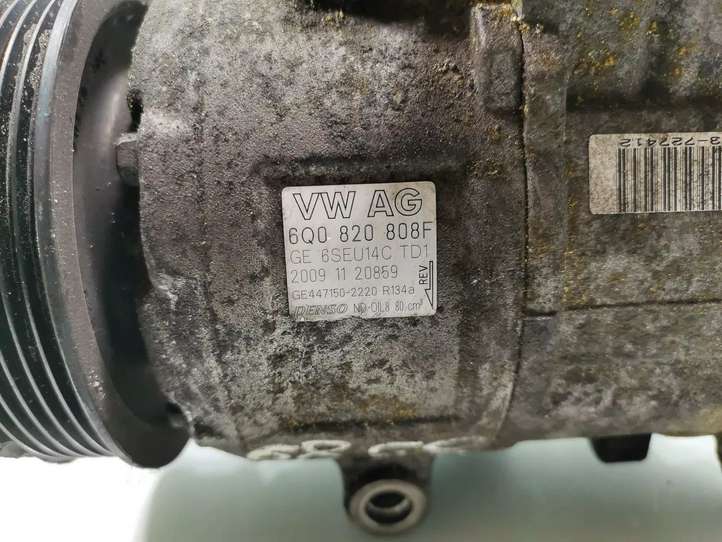 VW AG
6Q0 820 808F
GE 6SEU14C TD1
2009 11 20859
GE447150-2220 R134a
DENSO ND-OIL8 80 cm³
REV